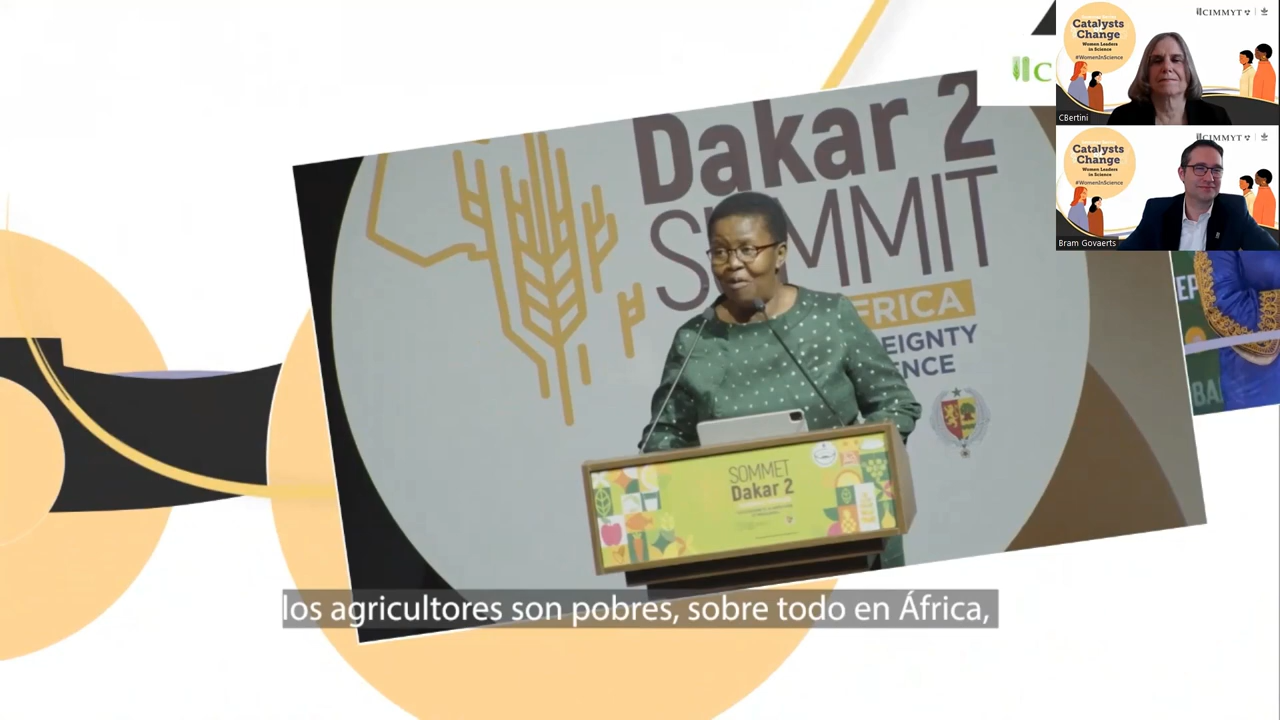 Dakar 2
SUMMIT
AFRICA
EIGNTY
ENCE
SOMMET
Dakar 2
los agricultores son pobres, sobre todo en África,
CIMMYT
Catalysts
Change
Women Leaders
in Science
#WomenInScience
CBertini
CIMMYT
Catalysts
Change
Women Leaders
in Science
#WomenInScience
Bram Govaerts